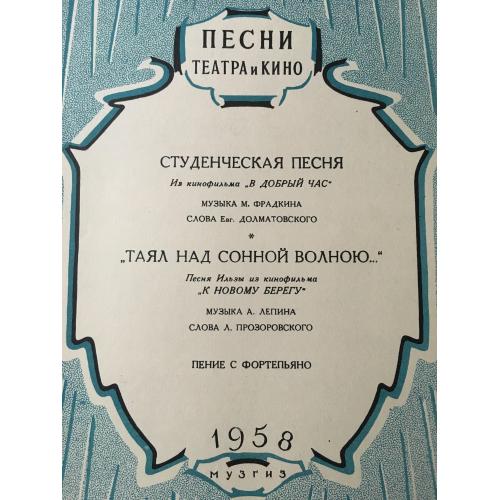 ПЕСНИ
ТЕАТРА и КИНО
СТУДЕНЧЕСКАЯ ПЕСНЯ
Из кинофильма „В ДОБРЫЙ ЧАС“
МУЗЫКА М. ФРАДКИНА
СЛОВА Евг. ДОЛМАТОВСКОГО
*
„ТАЯЛ НАД СОННОЙ ВОЛНОЮ...“
Песня Ильзы из кинофильма
„К НОВОМУ БЕРЕГУ“
МУЗЫКА А. ЛЕПИНА
СЛОВА Л. ПРОЗОРОВСКОГО
ПЕНИЕ С ФОРТЕПЬЯНО
1958
МУЗГИЗ